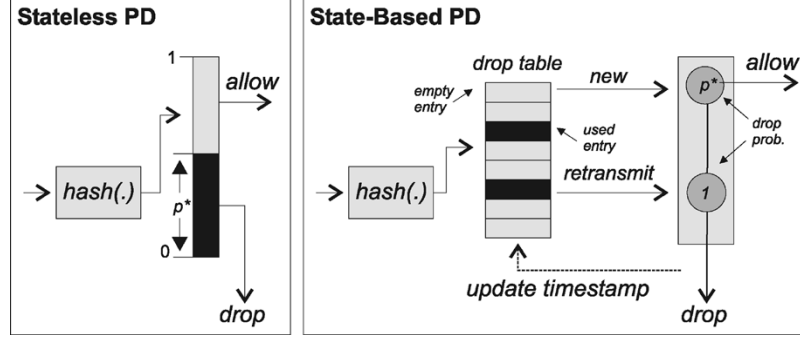 Stateless PD
1
allow
hash(.)
p*
0
drop
State-Based PD
drop table
empty
entry
new
p*
allow
used
entry
drop
prob.
hash(.)
retransmit
1
update timestamp
drop